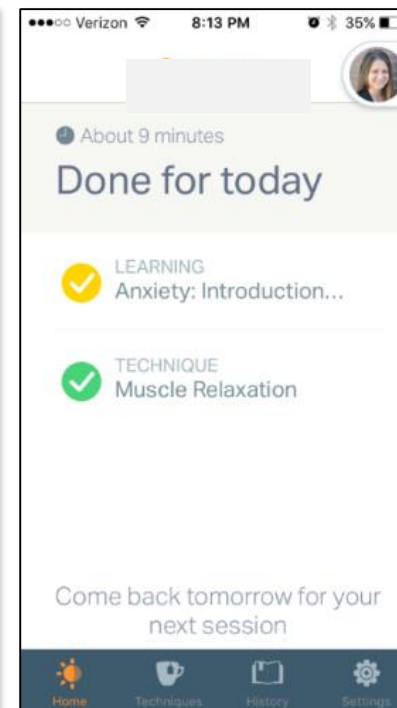 Verizon 8:13 PM 35%
About 9 minutes
Done for today
LEARNING
Anxiety: Introduction...
TECHNIQUE
Muscle Relaxation
Come back tomorrow for your
next session
Home Techniques History Settings